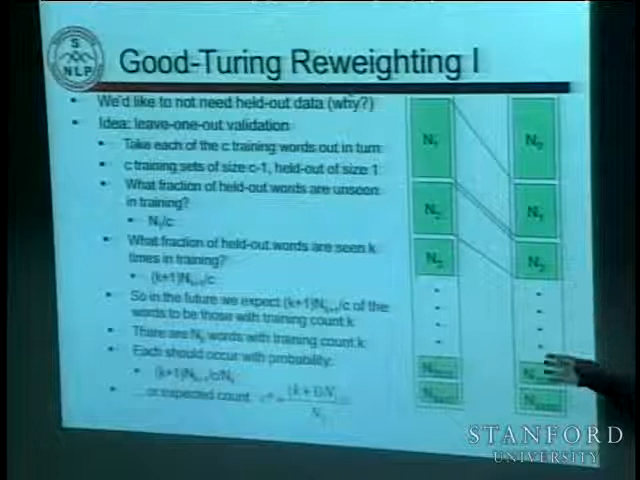 S
NLP
Good-Turing Reweighting I
We'd like to not need held-out data (why?)
Idea: leave-one-out validation
Take each of the c training words out in turn
c training sets of size c-1, held-out of size 1
What fraction of held-out words are unseen
in training?
N₁/c
What fraction of held-out words are seen k
times in training?
(k+1)Nₖ₊₁/c
So in the future we expect (k+1)Nₖ₊₁/c of the
words to be those with training count k
There are Nₖ words with training count k
Each should occur with probability:
(k+1)Nₖ₊₁/c/Nₖ
…or expected count
N₁
N₂
N₃
N₀
N₁
N₂
STANFORD
UNIVERSITY